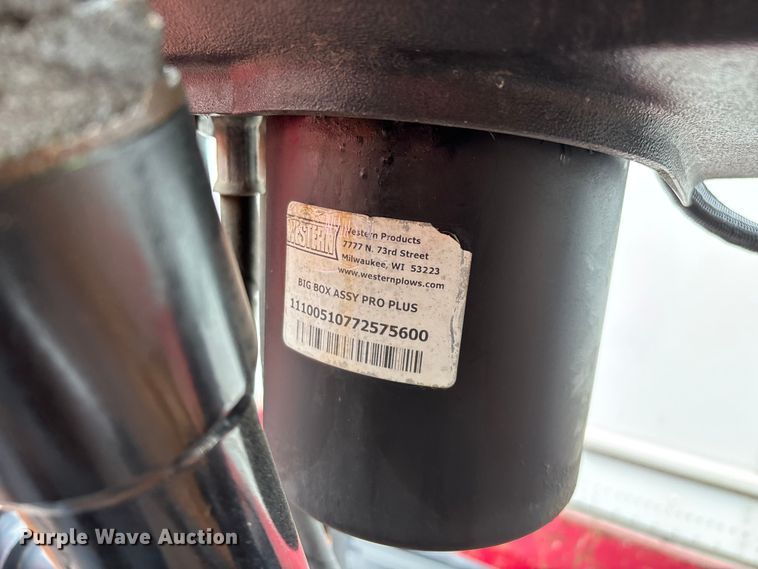 WESTERN
Western Products
7777 N. 73rd Street
Milwaukee, WI 53223
www.westernplows.com
BIG BOX ASSY PRO PLUS
11100510772575600
Purple Wave Auction